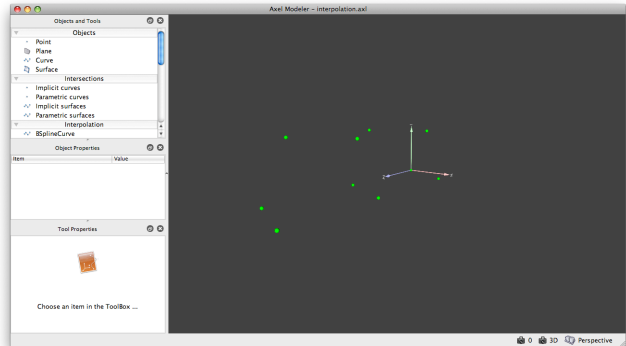 Axel Modeler - interpolation.axl
Objects and Tools
Objects
Point
Plane
Curve
Surface
Intersections
Implicit curves
Parametric curves
Implicit surfaces
Parametric surfaces
Interpolation
BSplineCurve
Object Properties
Item Value
Tool Properties
Choose an item in the ToolBox ...
0 3D Perspective